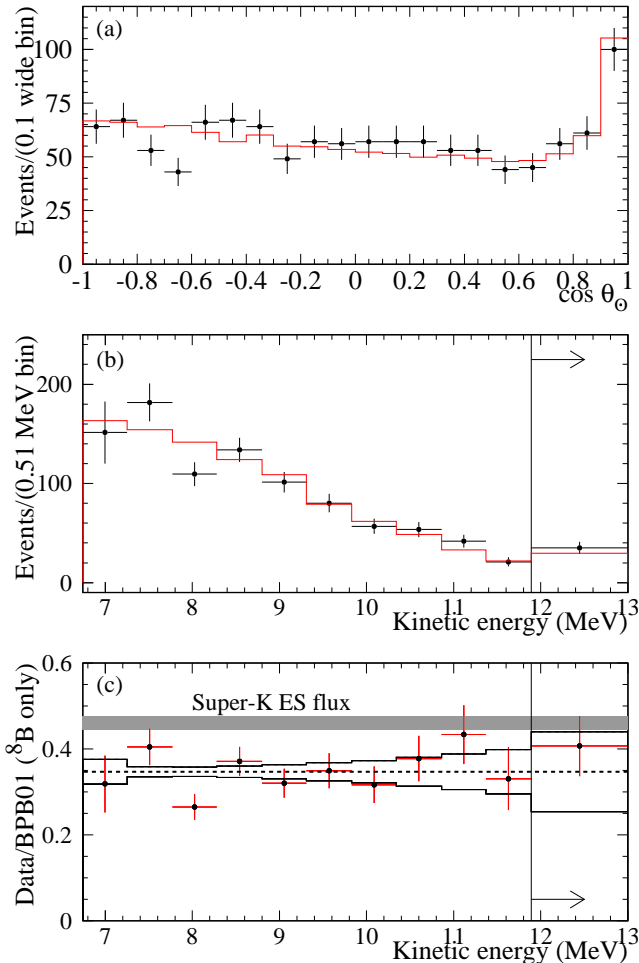 (a)
Events/(0.1 wide bin)
100
75
50
25
0
-1 -0.8 -0.6 -0.4 -0.2 0 0.2 0.4 0.6 0.8 1
cos θ⊙
(b)
Events/(0.51 MeV bin)
200
100
0
7 8 9 10 11 12 13
Kinetic energy (MeV)
(c)
Super-K ES flux
Data/BPB01 (⁸B only)
0.6
0.4
0.2
0
7 8 9 10 11 12 13
Kinetic energy (MeV)